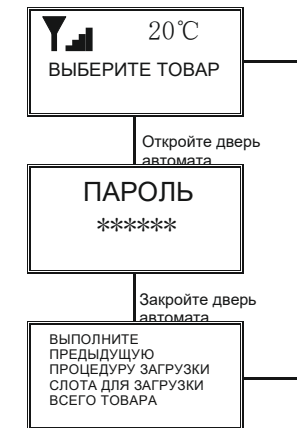 20℃
ВЫБЕРИТЕ ТОВАР
Откройте дверь
автомата
ПАРОЛЬ
******
Закройте дверь
автомата
ВЫПОЛНИТЕ
ПРЕДЫДУЩУЮ
ПРОЦЕДУРУ ЗАГРУЗКИ
СЛОТА ДЛЯ ЗАГРУЗКИ
ВСЕГО ТОВАРА